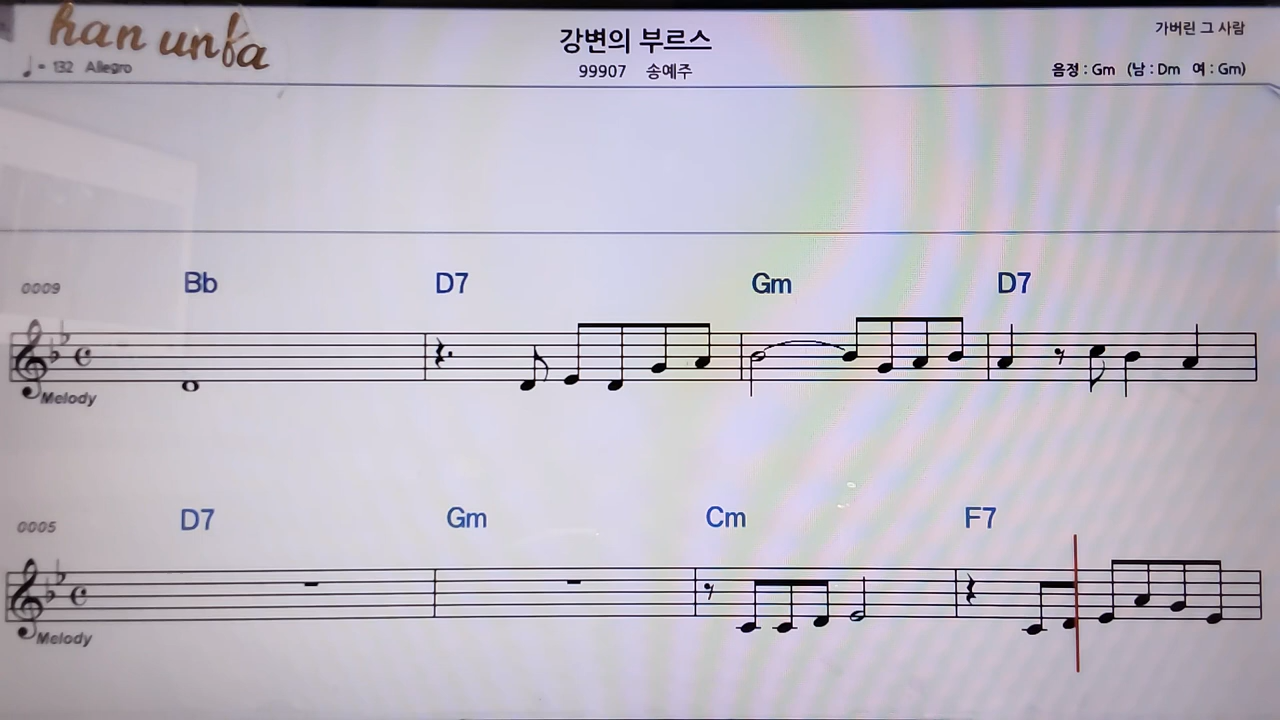 han unba
♩ = 132 Allegro
강변의 부르스
99907 송예주
가버린 그 사람
음정 : Gm (남 : Dm 여 : Gm)
0009 Bb D7 Gm D7
Melody
0005 D7 Gm Cm F7
Melody